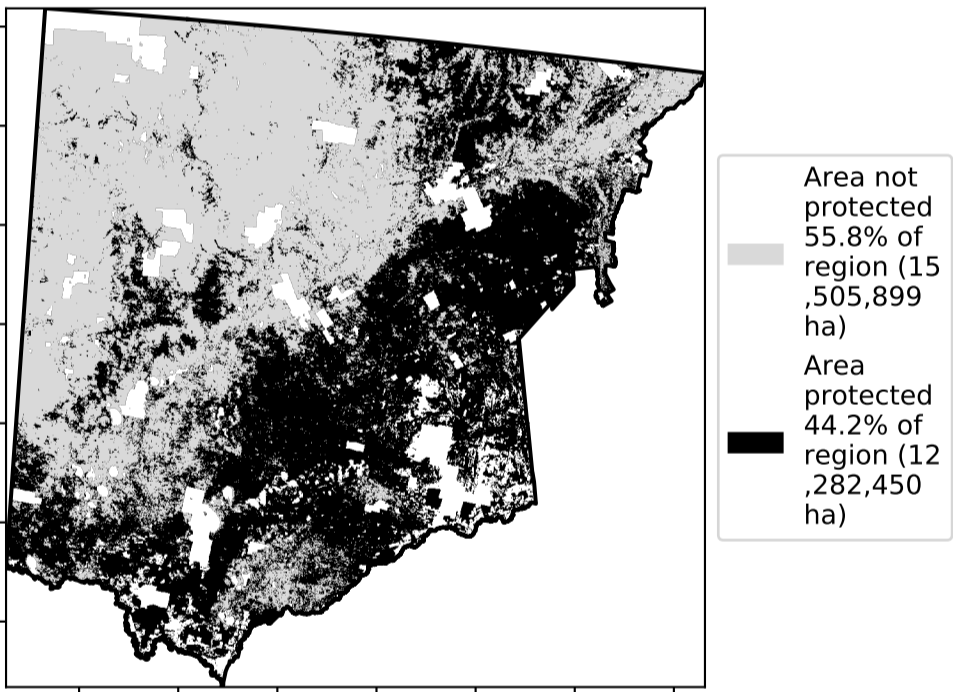 Area not
protected
55.8% of
region (15
,505,899
ha)
Area
protected
44.2% of
region (12
,282,450
ha)